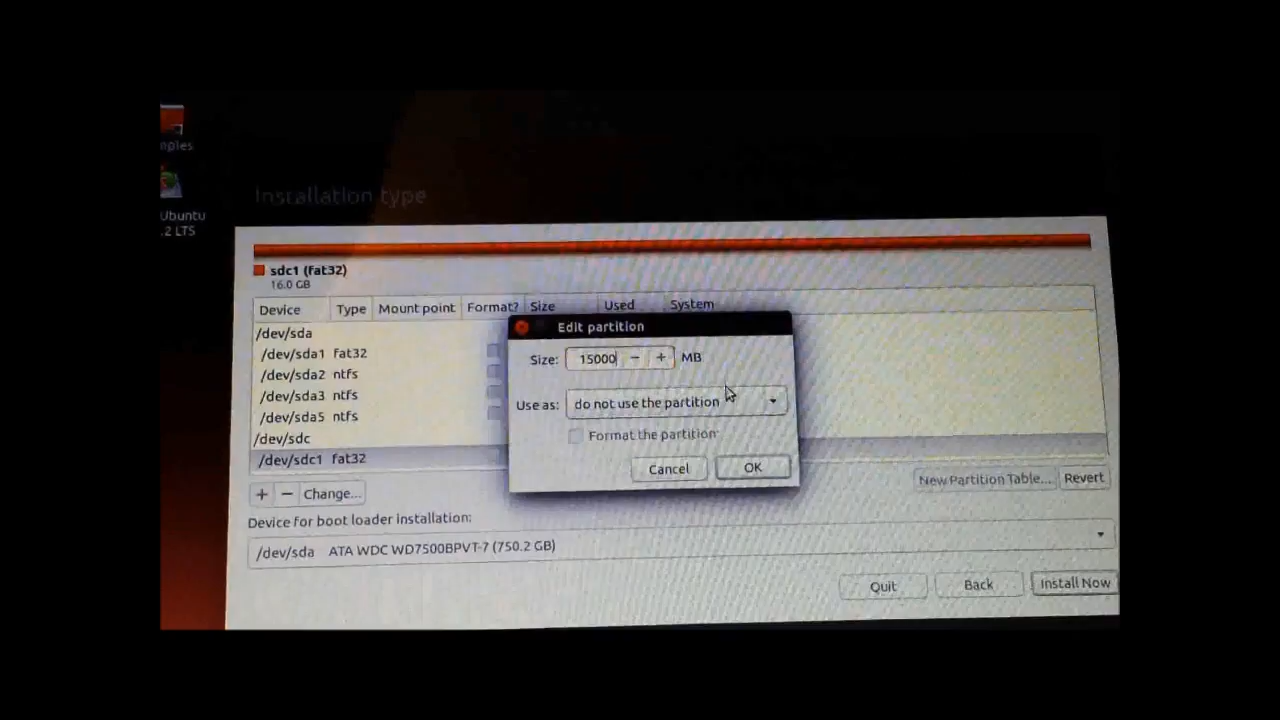 nples
Ubuntu
.2 LTS
Installation type
sdc1 (fat32)
16.0 GB
Device Type Mount point Format? Size Used System
/dev/sda
/dev/sda1 fat32
/dev/sda2 ntfs
/dev/sda3 ntfs
/dev/sda5 ntfs
/dev/sdc
/dev/sdc1 fat32
Edit partition
Size: 15000 − + MB
Use as: do not use the partition
Format the partition:
Cancel OK
+ − Change... New Partition Table... Revert
Device for boot loader installation:
/dev/sda ATA WDC WD7500BPVT-7 (750.2 GB)
Quit Back Install Now